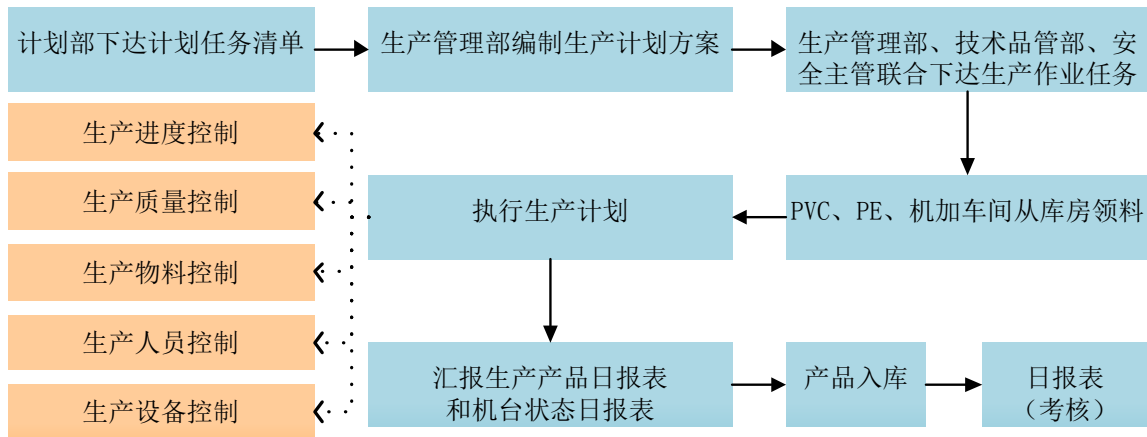 计划部下达计划任务清单
生产管理部编制生产计划方案
生产管理部、技术品管部、安
全主管联合下达生产作业任务
生产进度控制
生产质量控制
执行生产计划
PVC、PE、机加车间从库房领料
生产物料控制
生产人员控制
生产设备控制
汇报生产产品日报表
和机台状态日报表
产品入库
日报表
（考核）